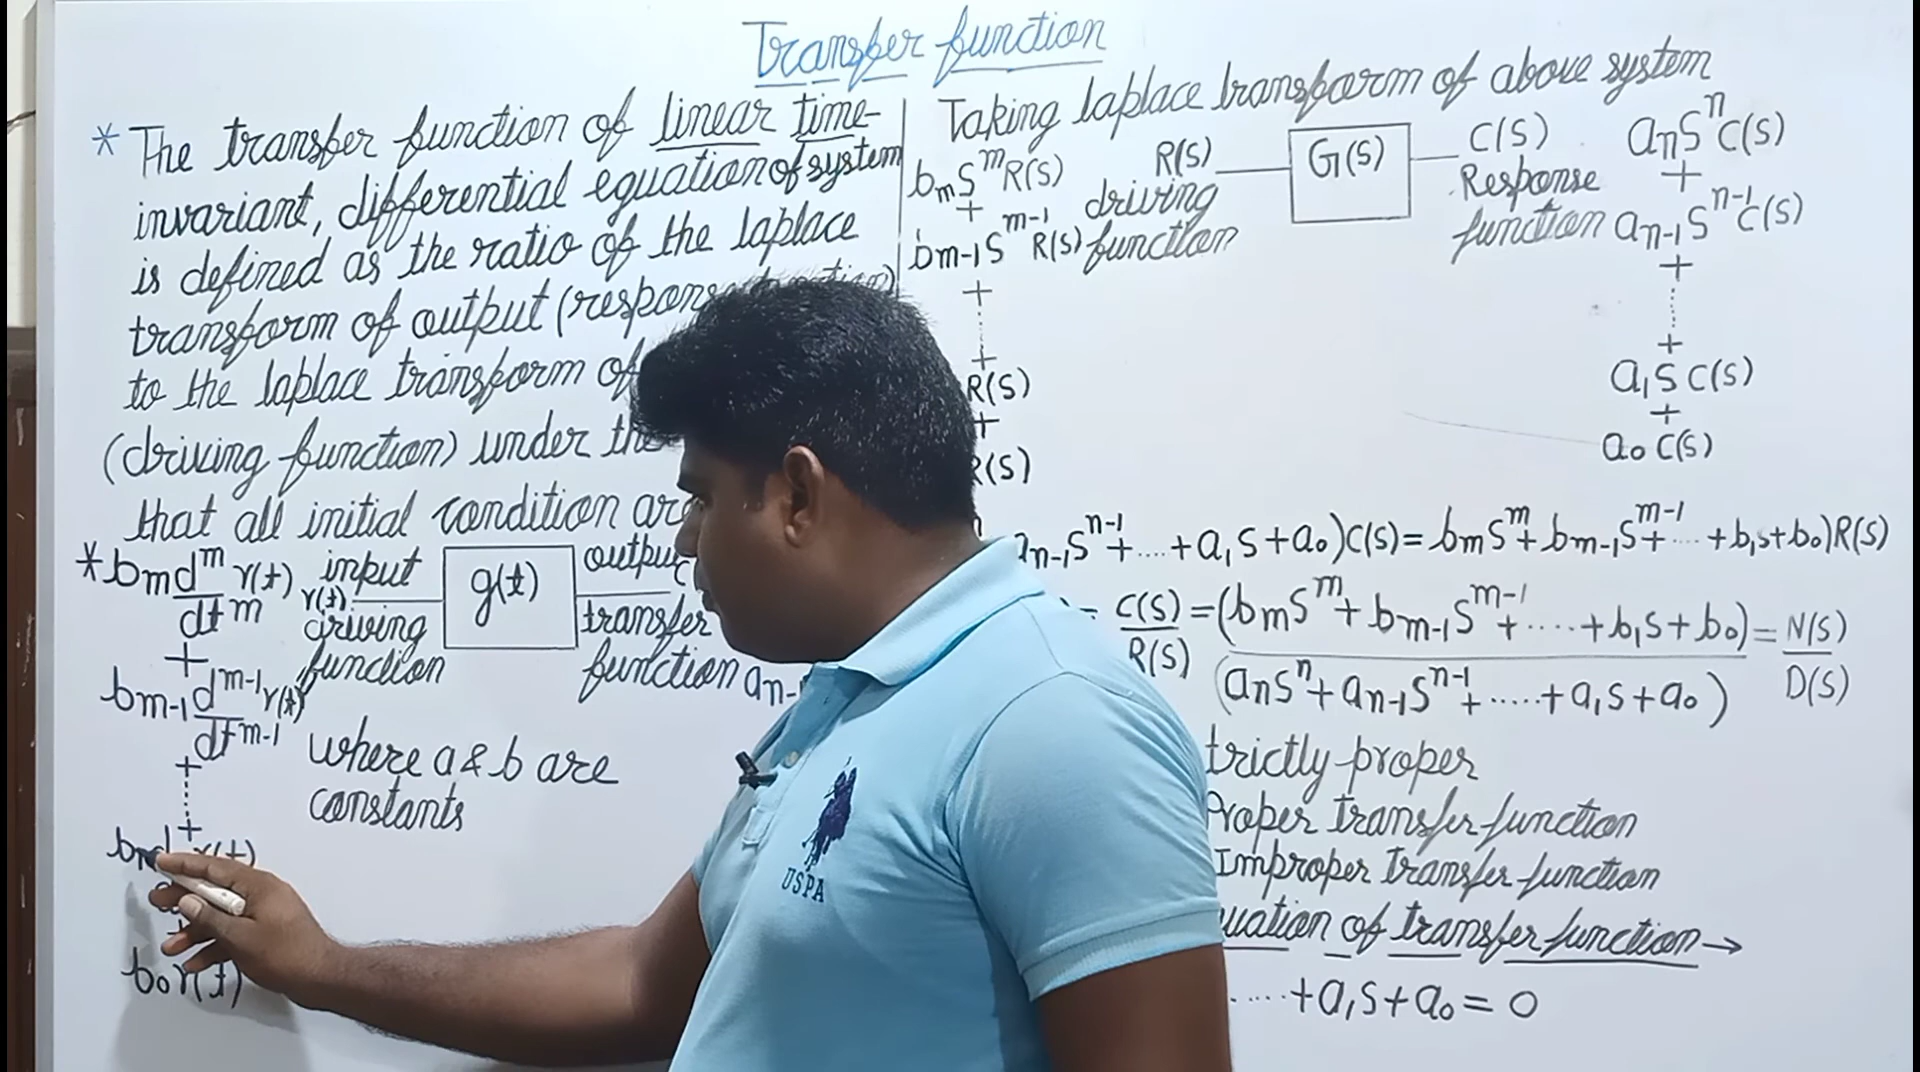 Transfer function
* The transfer function of linear time-
invariant, differential equation of system
is defined as the ratio of the laplace
transform of output (response
to the laplace transform of
(driving function) under the
that all initial condition are
* bm d^m r(t)
dt^m
+
bm-1 d^m-1 r(t)
dt^m-1
+
+
r(t)
+
b0 r(t)
input
r(t)
driving
function
g(t)
output
transfer
function an-1
where a & b are
constants
Taking laplace transform of above system
bm S^m R(S)
+
bm-1 S^m-1 R(S)
+
+
R(S)
+
R(S)
R(S)
driving
function
G(S)
C(S)
Response
function
an S^n C(S)
+
an-1 S^n-1 C(S)
+
+
a1 S C(S)
+
a0 C(S)
an-1 S^n-1 + .... + a1 S + a0) C(S) = bm S^m + bm-1 S^m-1 + .... + b1 S + b0) R(S)
= C(S)/R(S) = (bm S^m + bm-1 S^m-1 + .... + b1 S + b0) / (an S^n + an-1 S^n-1 + ..... + a1 S + a0) = N(S)/D(S)
trictly proper
Proper transfer function
Improper transfer function
uation of transfer function →
..... + a1 S + a0 = 0
USPA